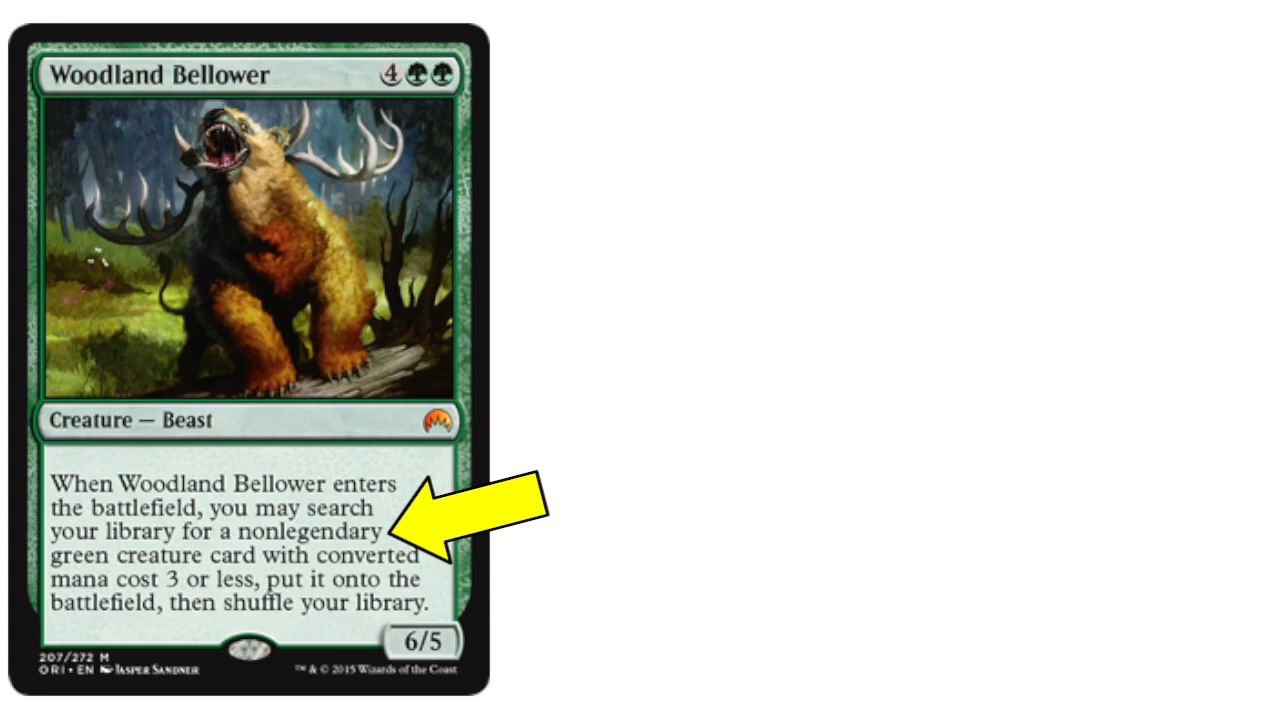 Woodland Bellower 4
Creature — Beast
When Woodland Bellower enters
the battlefield, you may search
your library for a nonlegendary
green creature card with converted
mana cost 3 or less, put it onto the
battlefield, then shuffle your library.
6/5
207/272 M
ORI • EN Jasper Sandner
™ & © 2015 Wizards of the Coast